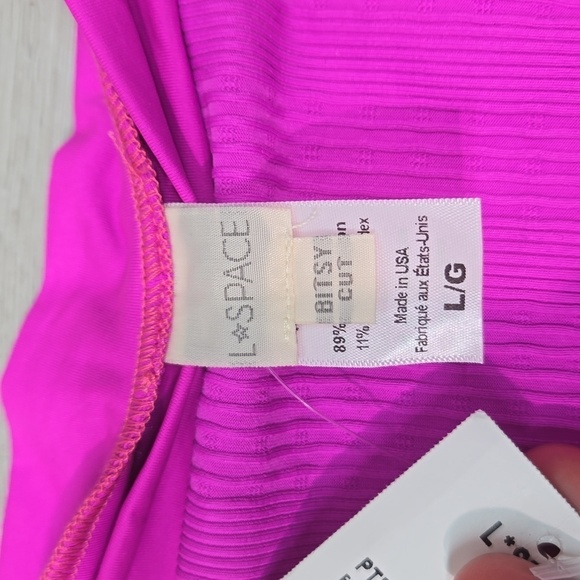 L*SPACE
BITSY
CUT
89%
11%
Made in USA
Fabriqué aux États-Unis
L/G